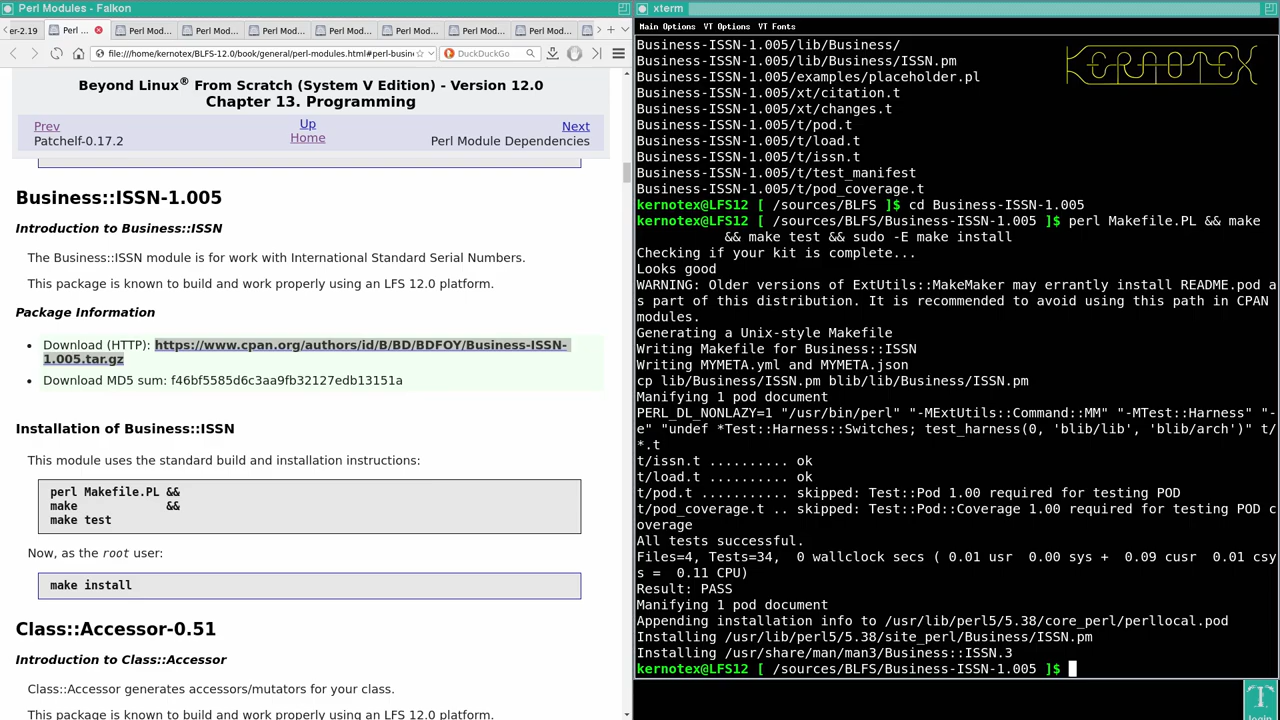 Perl Modules - Falkon
er-2.19
Perl ...
Perl Mod...
Perl Mod...
Perl Mod...
Perl Mod...
Perl Mod...
Perl Mod...
Perl Mod...
file:///home/kernotex/BLFS-12.0/book/general/perl-modules.html#perl-busin
DuckDuckGo
Beyond Linux® From Scratch (System V Edition) - Version 12.0
Chapter 13. Programming
Prev
Up
Next
Patchelf-0.17.2
Home
Perl Module Dependencies
Business::ISSN-1.005
Introduction to Business::ISSN
The Business::ISSN module is for work with International Standard Serial Numbers.
This package is known to build and work properly using an LFS 12.0 platform.
Package Information
• Download (HTTP): https://www.cpan.org/authors/id/B/BD/BDFOY/Business-ISSN-
1.005.tar.gz
• Download MD5 sum: f46bf5585d6c3aa9fb32127edb13151a
Installation of Business::ISSN
This module uses the standard build and installation instructions:
perl Makefile.PL &&
make &&
make test
Now, as the root user:
make install
Class::Accessor-0.51
Introduction to Class::Accessor
Class::Accessor generates accessors/mutators for your class.
This package is known to build and work properly using an LFS 12.0 platform.
xterm
Main Options VT Options VT Fonts
KERNOTEX
Business-ISSN-1.005/lib/Business/
Business-ISSN-1.005/lib/Business/ISSN.pm
Business-ISSN-1.005/examples/placeholder.pl
Business-ISSN-1.005/xt/citation.t
Business-ISSN-1.005/xt/changes.t
Business-ISSN-1.005/t/pod.t
Business-ISSN-1.005/t/load.t
Business-ISSN-1.005/t/issn.t
Business-ISSN-1.005/t/test_manifest
Business-ISSN-1.005/t/pod_coverage.t
kernotex@LFS12 [ /sources/BLFS ]$ cd Business-ISSN-1.005
kernotex@LFS12 [ /sources/BLFS/Business-ISSN-1.005 ]$ perl Makefile.PL && make
&& make test && sudo -E make install
Checking if your kit is complete...
Looks good
WARNING: Older versions of ExtUtils::MakeMaker may errantly install README.pod a
s part of this distribution. It is recommended to avoid using this path in CPAN
modules.
Generating a Unix-style Makefile
Writing Makefile for Business::ISSN
Writing MYMETA.yml and MYMETA.json
cp lib/Business/ISSN.pm blib/lib/Business/ISSN.pm
Manifying 1 pod document
PERL_DL_NONLAZY=1 "/usr/bin/perl" "-MExtUtils::Command::MM" "-MTest::Harness" "-
e" "undef *Test::Harness::Switches; test_harness(0, 'blib/lib', 'blib/arch')" t/
*.t
t/issn.t .......... ok
t/load.t .......... ok
t/pod.t ........... skipped: Test::Pod 1.00 required for testing POD
t/pod_coverage.t .. skipped: Test::Pod::Coverage 1.00 required for testing POD c
overage
All tests successful.
Files=4, Tests=34,  0 wallclock secs ( 0.01 usr  0.00 sys +  0.09 cusr  0.01 csy
s =  0.11 CPU)
Result: PASS
Manifying 1 pod document
Appending installation info to /usr/lib/perl5/5.38/core_perl/perllocal.pod
Installing /usr/lib/perl5/5.38/site_perl/Business/ISSN.pm
Installing /usr/share/man/man3/Business::ISSN.3
kernotex@LFS12 [ /sources/BLFS/Business-ISSN-1.005 ]$
login